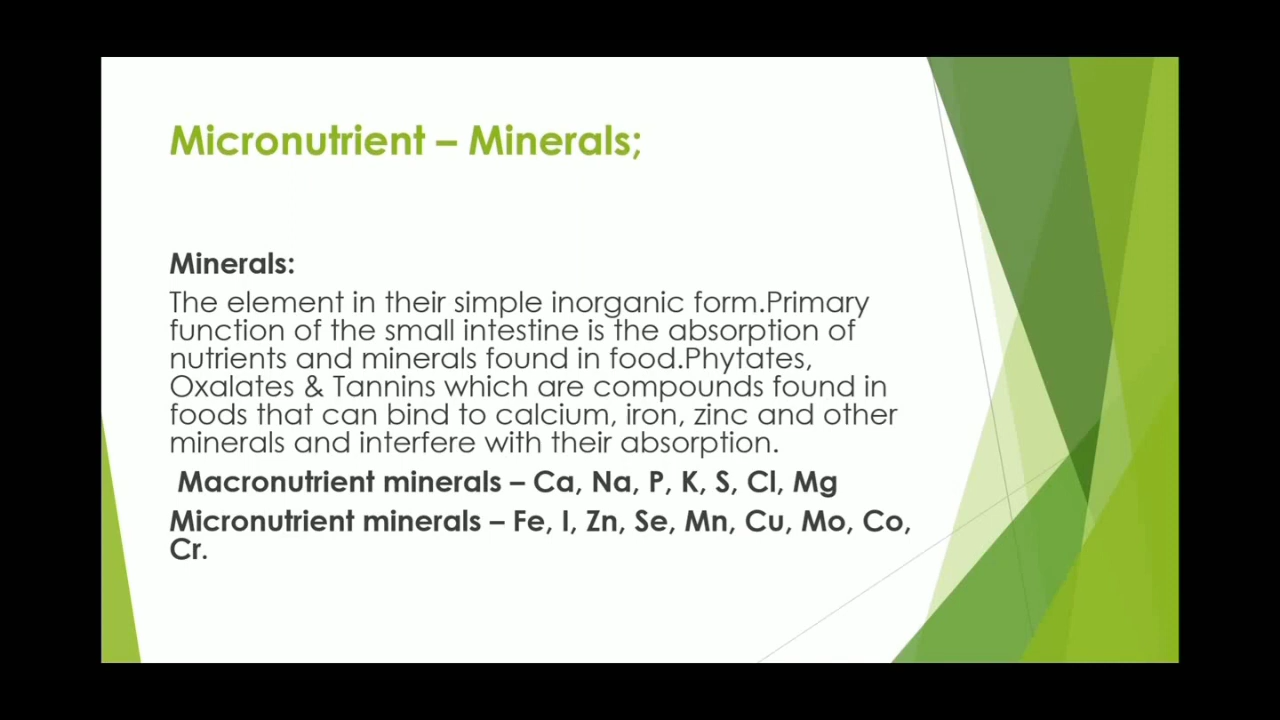 Micronutrient – Minerals;
Minerals:
The element in their simple inorganic form.Primary
function of the small intestine is the absorption of
nutrients and minerals found in food.Phytates,
Oxalates & Tannins which are compounds found in
foods that can bind to calcium, iron, zinc and other
minerals and interfere with their absorption.
Macronutrient minerals – Ca, Na, P, K, S, Cl, Mg
Micronutrient minerals – Fe, I, Zn, Se, Mn, Cu, Mo, Co,
Cr.